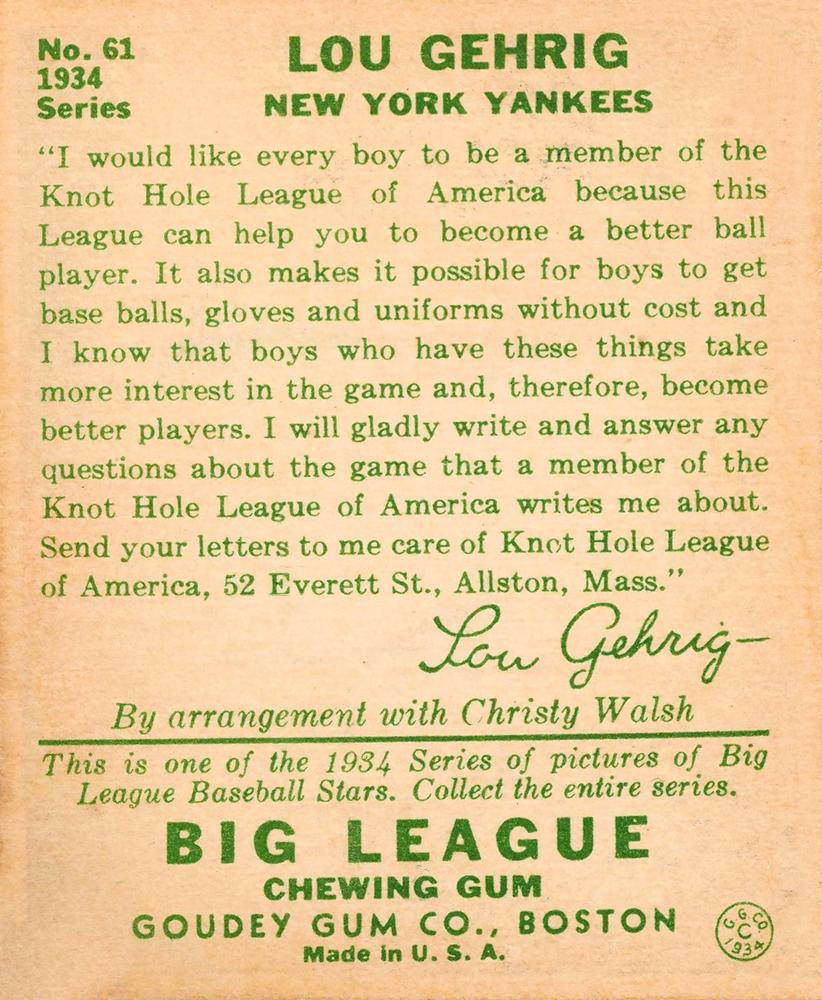 No. 61
1934
Series
LOU GEHRIG
NEW YORK YANKEES
“I would like every boy to be a member of the
Knot Hole League of America because this
League can help you to become a better ball
player. It also makes it possible for boys to get
base balls, gloves and uniforms without cost and
I know that boys who have these things take
more interest in the game and, therefore, become
better players. I will gladly write and answer any
questions about the game that a member of the
Knot Hole League of America writes me about.
Send your letters to me care of Knot Hole League
of America, 52 Everett St., Allston, Mass.”
Lou Gehrig—
By arrangement with Christy Walsh
This is one of the 1934 Series of pictures of Big
League Baseball Stars. Collect the entire series.
BIG LEAGUE
CHEWING GUM
GOUDEY GUM CO., BOSTON
Made in U. S. A.
G. G. CO.
C
1934